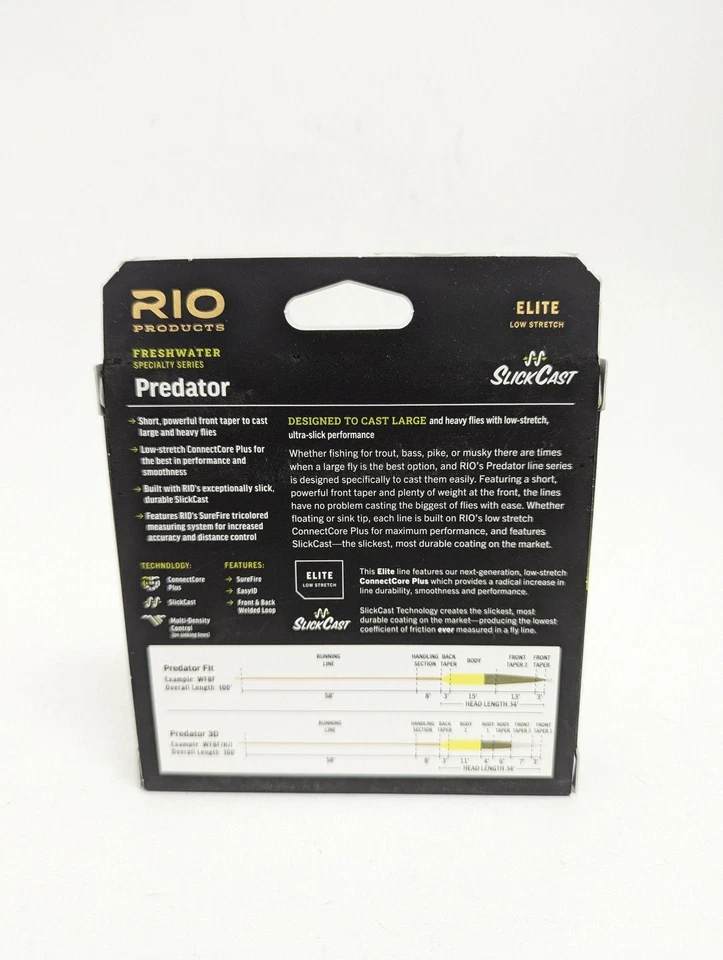 RIO
PRODUCTS
ELITE
LOW STRETCH
FRESHWATER
SPECIALTY SERIES
Predator
SLICKCAST
→ Short, powerful front taper to cast
large and heavy flies
→ Low-stretch ConnectCore Plus for
the best in performance and
smoothness
→ Built with RIO's exceptionally slick,
durable SlickCast
→ Features RIO's SureFire tricolored
measuring system for increased
accuracy and distance control
DESIGNED TO CAST LARGE and heavy flies with low-stretch,
ultra-slick performance
Whether fishing for trout, bass, pike, or musky there are times
when a large fly is the best option, and RIO's Predator line series
is designed specifically to cast them easily. Featuring a short,
powerful front taper and plenty of weight at the front, the lines
have no problem casting the biggest of flies with ease. Whether
floating or sink tip, each line is built on RIO's low stretch
ConnectCore Plus for maximum performance, and features
SlickCast—the slickest, most durable coating on the market.
TECHNOLOGY:
ConnectCore
Plus
SlickCast
Multi-Density
Control
(on sinking lines)
FEATURES:
→ SureFire
→ EasyID
→ Front & Back
Welded Loop
ELITE
LOW STRETCH
This Elite line features our next-generation, low-stretch
ConnectCore Plus which provides a radical increase in
line durability, smoothness and performance.
SLICKCAST
SlickCast Technology creates the slickest, most
durable coating on the market—producing the lowest
coefficient of friction ever measured in a fly line.
Predator F/I
Example: WF8F
Overall Length: 100'
RUNNING
LINE
HANDLING
SECTION
BACK
TAPER
BODY
FRONT
TAPER 2
FRONT
TAPER
58'
8'
3'
15'
13'
3'
HEAD LENGTH 34'
Predator 3D
Overall Length: 100'
RUNNING
LINE
HANDLING
SECTION
BACK
TAPER
BODY
2
BODY
1
BODY
TAPER
FRONT
TAPER 2
FRONT
TAPER 1
58'
8'
3'
11'
4'
6'
7'
3'
HEAD LENGTH 34'